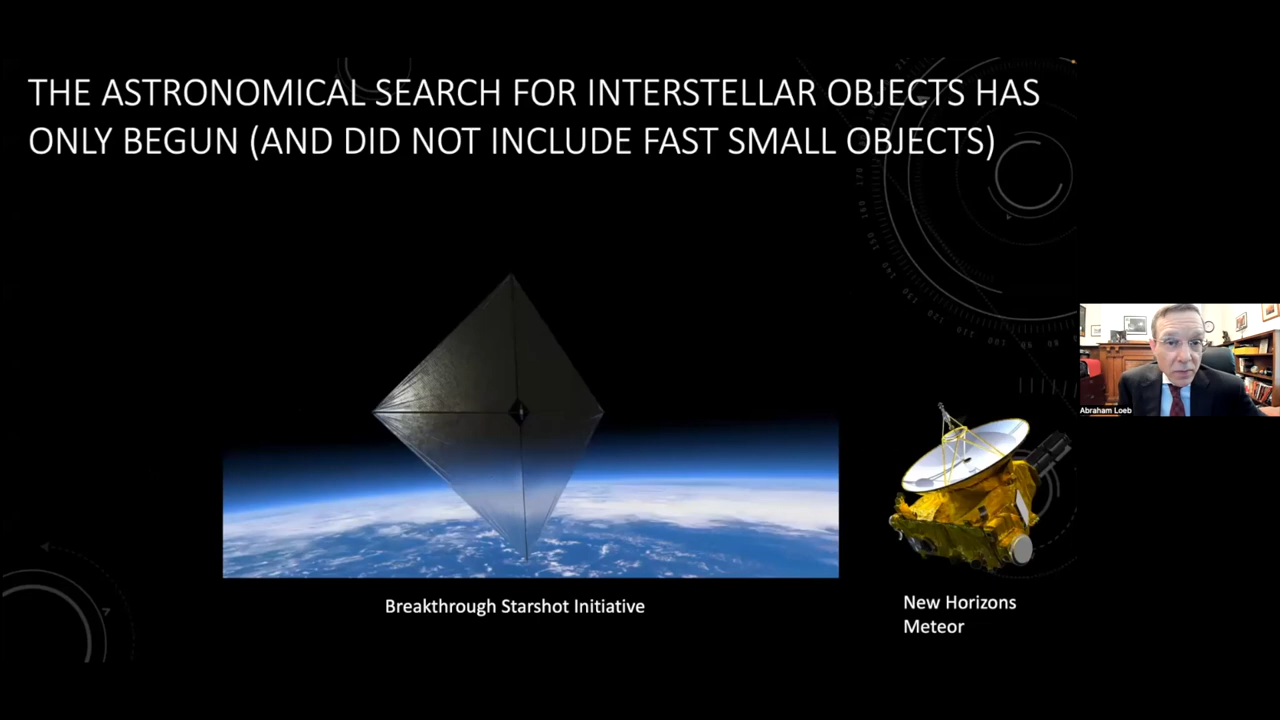 THE ASTRONOMICAL SEARCH FOR INTERSTELLAR OBJECTS HAS
ONLY BEGUN (AND DID NOT INCLUDE FAST SMALL OBJECTS)
Abraham Loeb
Breakthrough Starshot Initiative
New Horizons
Meteor